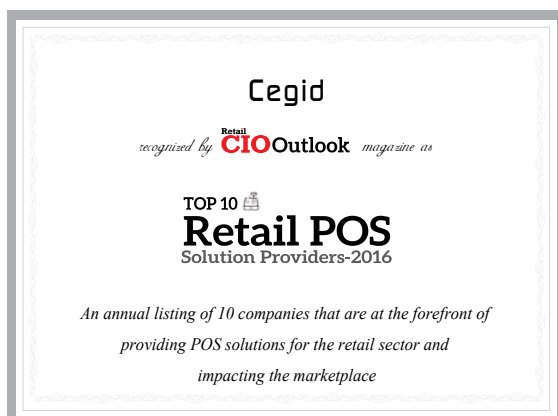 Cegid
recognized by Retail CIO Outlook magazine as
TOP 10
Retail POS
Solution Providers-2016
An annual listing of 10 companies that are at the forefront of
providing POS solutions for the retail sector and
impacting the marketplace